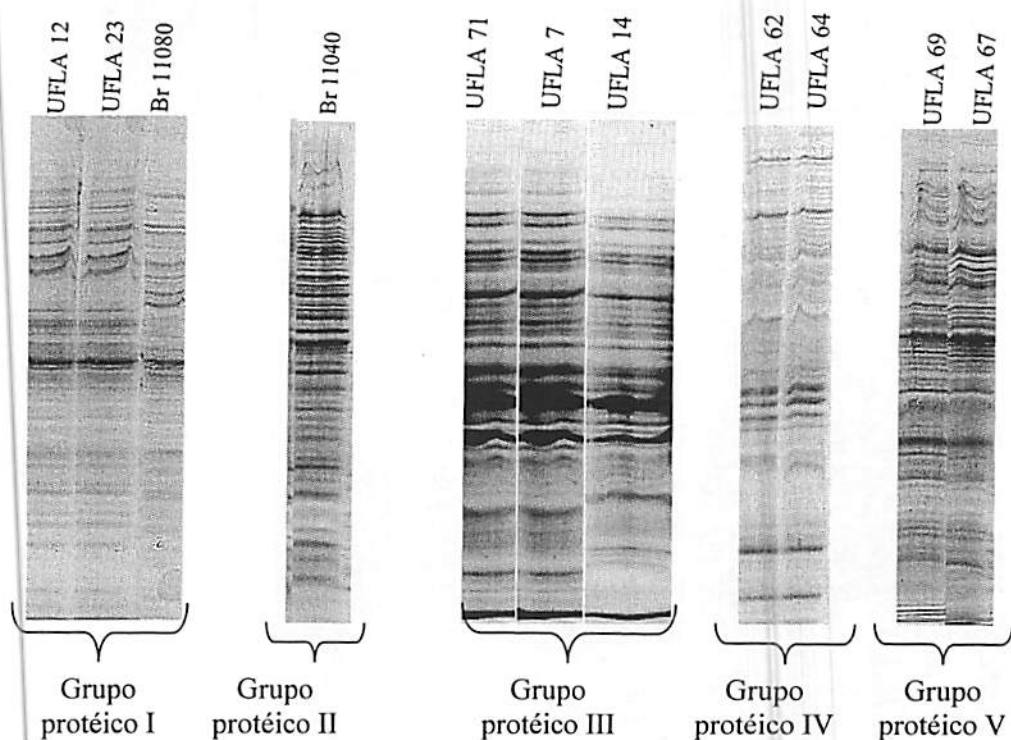 UFLA 12
UFLA 23
Br 11080
Br 11040
UFLA 71
UFLA 7
UFLA 14
UFLA 62
UFLA 64
UFLA 69
UFLA 67
Grupo
protéico I
Grupo
protéico II
Grupo
protéico III
Grupo
protéico IV
Grupo
protéico V